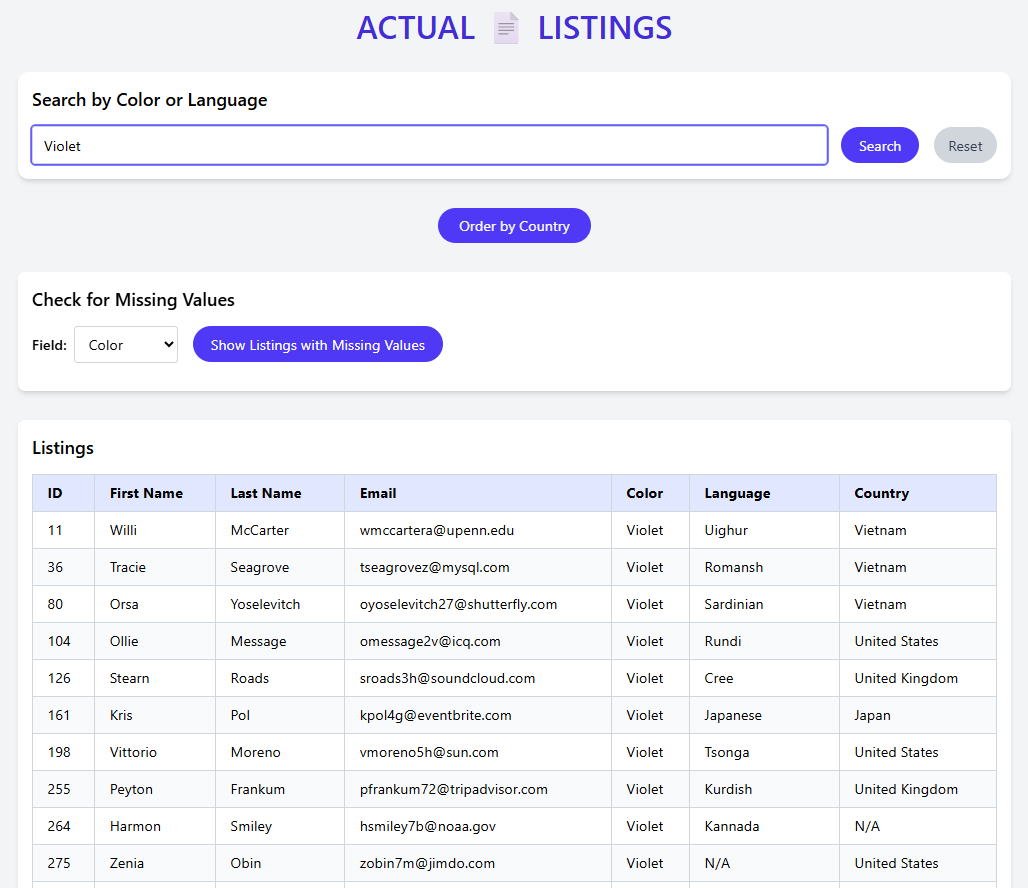 ACTUAL 📄 LISTINGS
Search by Color or Language
Violet Search Reset
Order by Country
Check for Missing Values
Field: Color Show Listings with Missing Values
Listings
ID First Name Last Name Email Color Language Country
11 Willi McCarter wmccartera@upenn.edu Violet Uighur Vietnam
36 Tracie Seagrove tseagrovez@mysql.com Violet Romansh Vietnam
80 Orsa Yoselevitch oyoselevitch27@shutterfly.com Violet Sardinian Vietnam
104 Ollie Message omessage2v@icq.com Violet Rundi United States
126 Stearn Roads sroads3h@soundcloud.com Violet Cree United Kingdom
161 Kris Pol kpol4g@eventbrite.com Violet Japanese Japan
198 Vittorio Moreno vmoreno5h@sun.com Violet Tsonga United States
255 Peyton Frankum pfrankum72@tripadvisor.com Violet Kurdish United Kingdom
264 Harmon Smiley hsmiley7b@noaa.gov Violet Kannada N/A
275 Zenia Obin zobin7m@jimdo.com Violet N/A United States